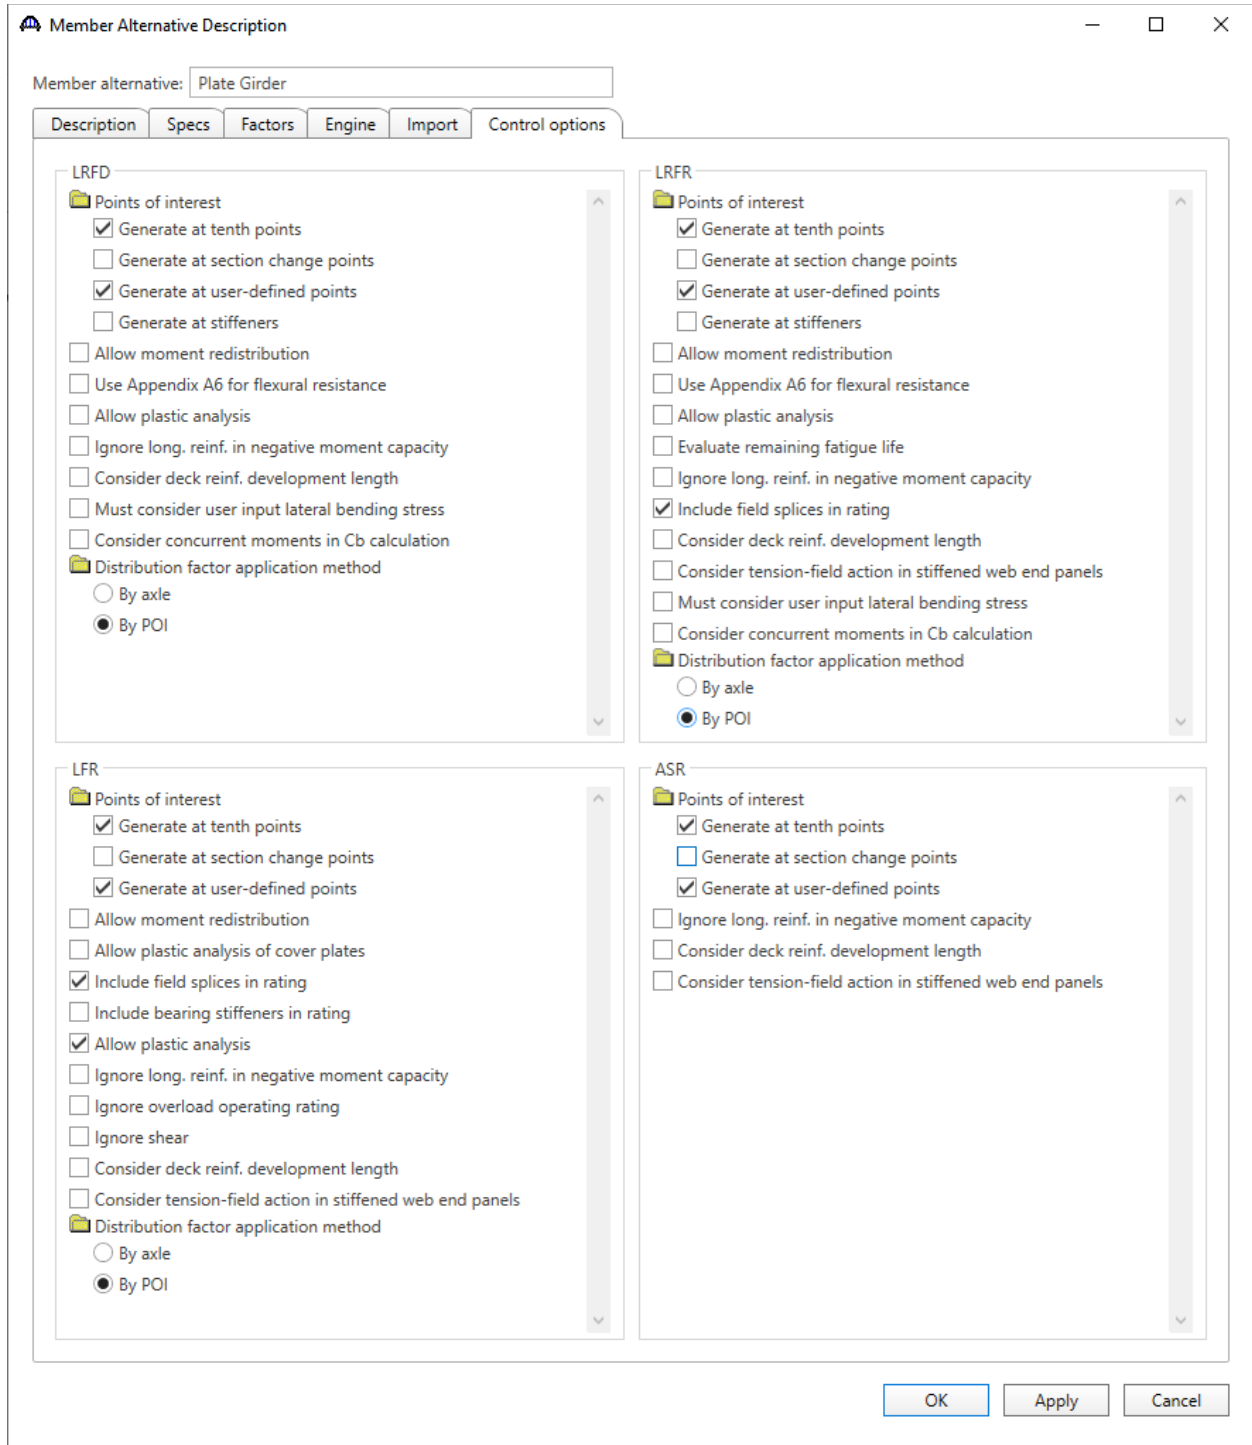 Member Alternative Description
Member alternative: Plate Girder
Description Specs Factors Engine Import Control options
LRFD
Points of interest
Generate at tenth points
Generate at section change points
Generate at user-defined points
Generate at stiffeners
Allow moment redistribution
Use Appendix A6 for flexural resistance
Allow plastic analysis
Ignore long. reinf. in negative moment capacity
Consider deck reinf. development length
Must consider user input lateral bending stress
Consider concurrent moments in Cb calculation
Distribution factor application method
By axle
By POI
LRFR
Points of interest
Generate at tenth points
Generate at section change points
Generate at user-defined points
Generate at stiffeners
Allow moment redistribution
Use Appendix A6 for flexural resistance
Allow plastic analysis
Evaluate remaining fatigue life
Ignore long. reinf. in negative moment capacity
Include field splices in rating
Consider deck reinf. development length
Consider tension-field action in stiffened web end panels
Must consider user input lateral bending stress
Consider concurrent moments in Cb calculation
Distribution factor application method
By axle
By POI
LFR
Points of interest
Generate at tenth points
Generate at section change points
Generate at user-defined points
Allow moment redistribution
Allow plastic analysis of cover plates
Include field splices in rating
Include bearing stiffeners in rating
Allow plastic analysis
Ignore long. reinf. in negative moment capacity
Ignore overload operating rating
Ignore shear
Consider deck reinf. development length
Consider tension-field action in stiffened web end panels
Distribution factor application method
By axle
By POI
ASR
Points of interest
Generate at tenth points
Generate at section change points
Generate at user-defined points
Ignore long. reinf. in negative moment capacity
Consider deck reinf. development length
Consider tension-field action in stiffened web end panels
OK Apply Cancel